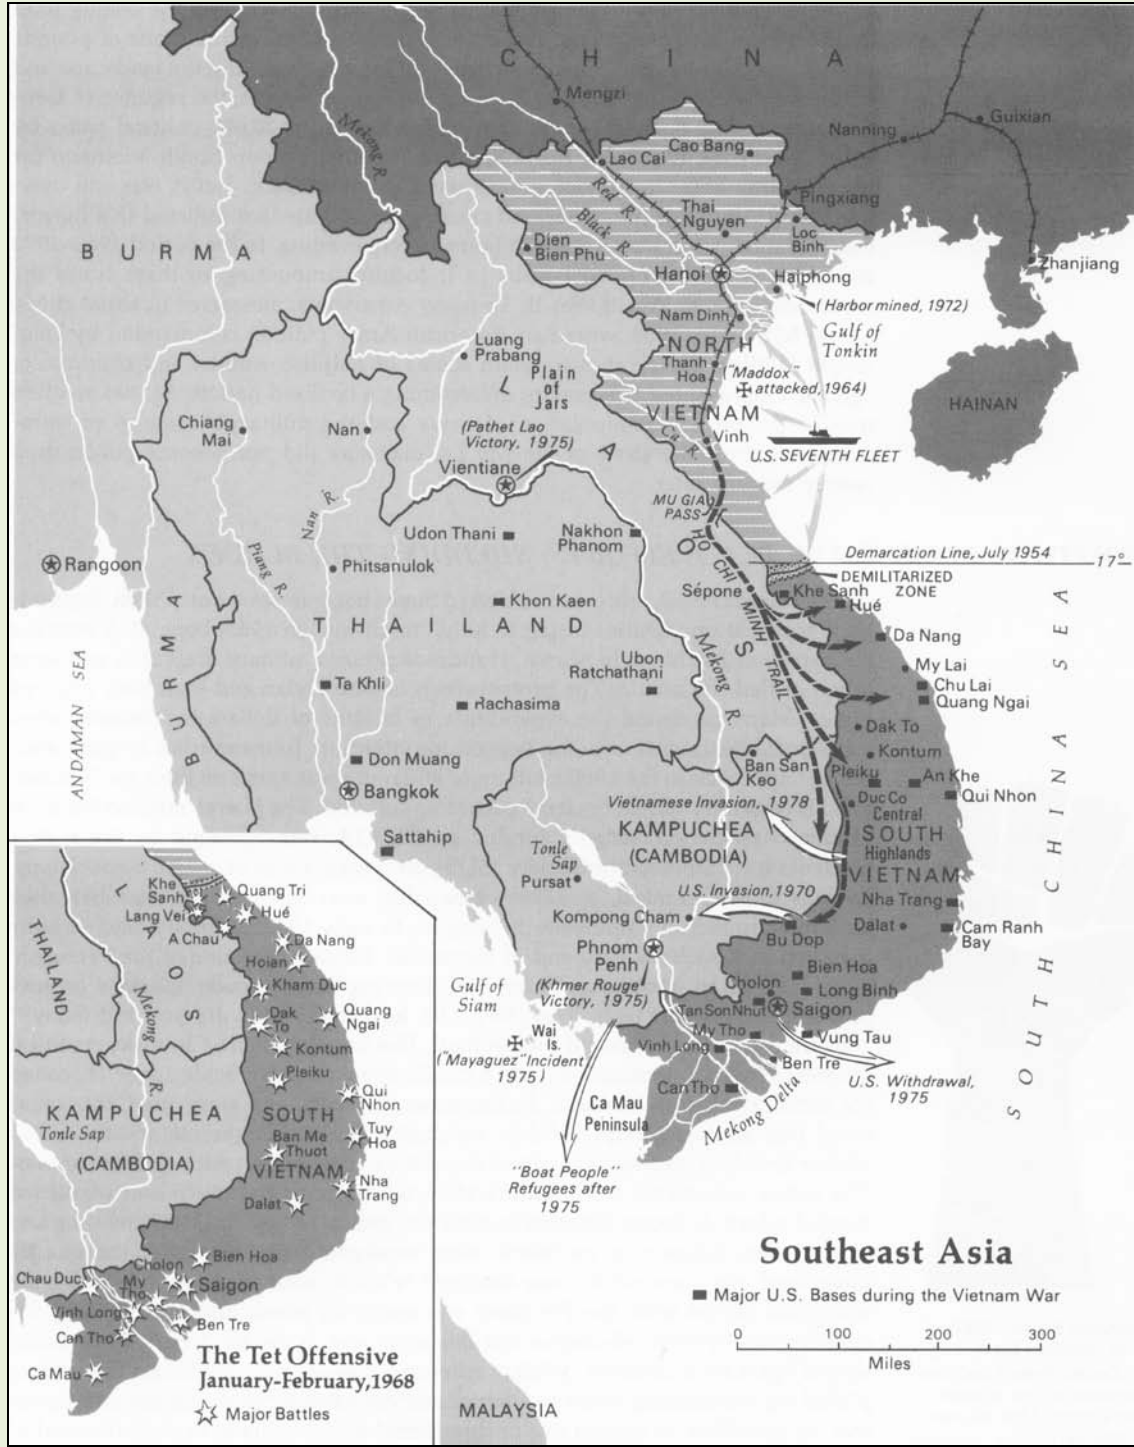 CHINA
Mengzi
Guixian
Nanning
Mekong R.
Cao Bang
Lao Cai
Red R.
Pingxiang
Thai
Nguyen
Black R.
Loc
Binh
BURMA
Dien
Bien Phu
Hanoi
Haiphong
Zhanjiang
(Harbor mined, 1972)
Nam Dinh
Gulf of
Tonkin
Luang
Prabang
NORTH
Thanh
Hoa
("Maddox"
attacked, 1964)
Plain
of
Jars
LAOS
HAINAN
VIETNAM
Chiang
Mai
Nan
(Pathet Lao
Victory, 1975)
Ca R.
Vinh
U.S. SEVENTH FLEET
Vientiane
MU GIA
PASS
Nan R.
Udon Thani
Nakhon
Phanom
HO CHI MINH TRAIL
Demarcation Line, July 1954
17°
Rangoon
Piang R.
Phitsanulok
DEMILITARIZED
ZONE
Sépone
Khe Sanh
Hué
Khon Kaen
THAILAND
Da Nang
BURMA
Ubon
Ratchathani
Mekong R.
My Lai
Chu Lai
Quang Ngai
ANDAMAN SEA
Ta Khli
Rachasima
Dak To
Kontum
Don Muang
Ban San
Keo
Pleiku
An Khe
Bangkok
Qui Nhon
Vietnamese Invasion, 1978
Duc Co
Central
SOUTH
Highlands
VIETNAM
KAMPUCHEA
(CAMBODIA)
Sattahip
Tonle
Sap
Pursat
U.S. Invasion, 1970
Nha Trang
Kompong Cham
Dalat
Cam Ranh
Bay
Bu Dop
Phnom
Penh
Bien Hoa
Gulf of
Siam
(Khmer Rouge
Victory, 1975)
Cholon
Long Binh
Tan Son Nhut
Saigon
Wai
Is.
("Mayaguez" Incident
1975)
My Tho
Vinh Long
Vung Tau
Ben Tre
U.S. Withdrawal,
1975
Can Tho
Ca Mau
Peninsula
Mekong Delta
SOUTH CHINA SEA
"Boat People"
Refugees after
1975
Southeast Asia
Major U.S. Bases during the Vietnam War
0 100 200 300
Miles
MALAYSIA
LAOS
Khe
Sanh
Quang Tri
Lang Vei
Hué
A Chau
THAILAND
Da Nang
Hoian
Mekong R.
Kham Duc
Dak
To
Quang
Ngai
Kontum
Pleiku
Qui
Nhon
KAMPUCHEA
SOUTH
Tonle Sap
Tuy
Hoa
Ban Me
Thuot
(CAMBODIA)
VIETNAM
Nha
Trang
Dalat
Bien Hoa
Cholon
Chau Duc
My
Tho
Saigon
Vinh Long
Ben Tre
Can Tho
Ca Mau
The Tet Offensive
January-February, 1968
Major Battles